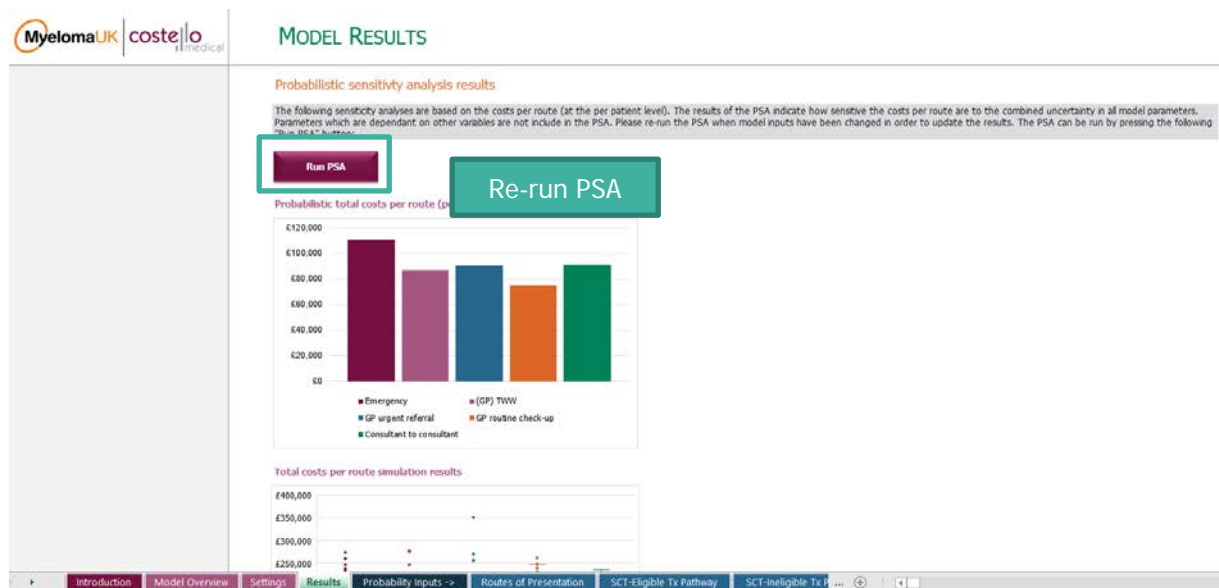 MyelomaUK
costello
medical
MODEL RESULTS
Probabilistic sensitivty analysis results
The following senstcity analyses are based on the costs per route (at the per patient level). The results of the PSA indicate how sensitive the costs per route are to the combined uncertainty in all model parameters.
Parameters which are dependant on other variables are not include in the PSA. Please re-run the PSA when model inputs have been changed in order to update the results. The PSA can be run by pressing the following
"Run PSA" button:
Run PSA
Re-run PSA
Probabilistic total costs per route (p
£120,000
£100,000
£80,000
£60,000
£40,000
£20,000
£0
Emergency
(GP) TWW
GP urgent referral
GP routine check-up
Consultant to consultant
Total costs per route simulation results
£400,000
£350,000
£300,000
£250,000
Introduction
Model Overview
Settings
Results
Probability Inputs ->
Routes of Presentation
SCT-Eligible Tx Pathway
SCT-Ineligible Tx P ...